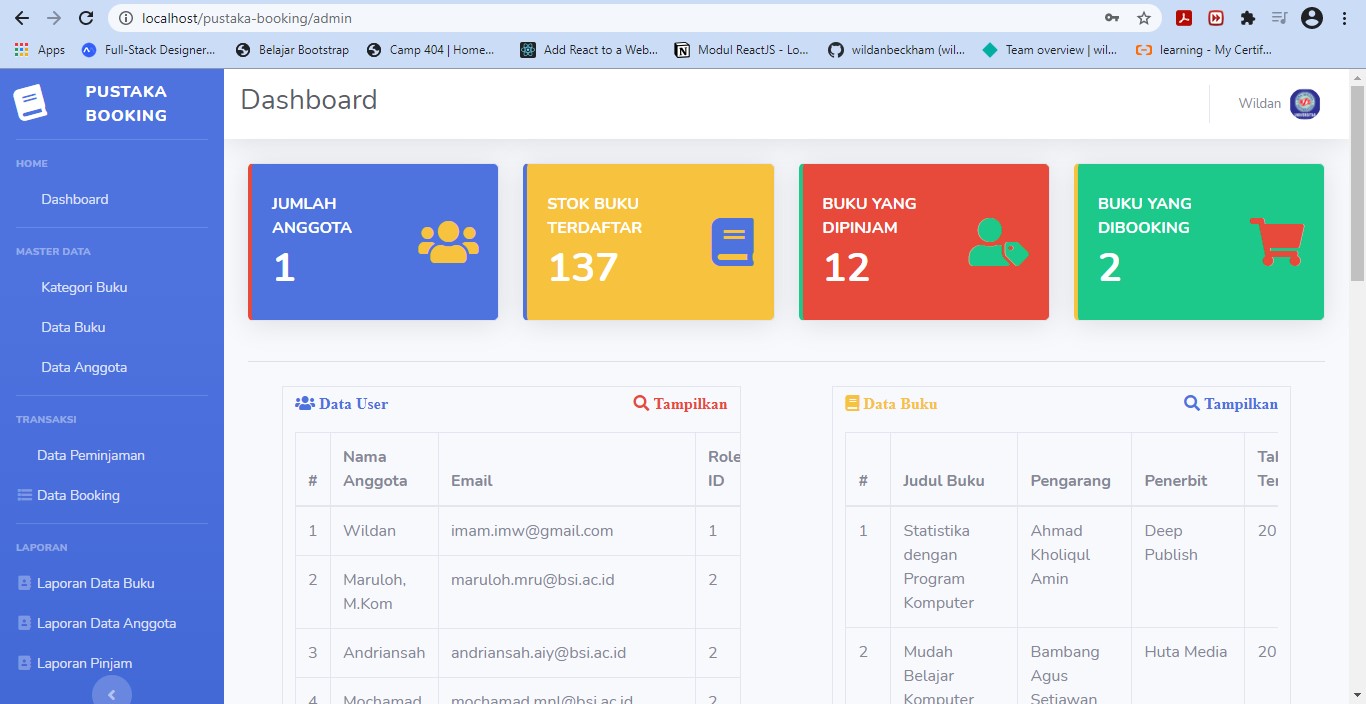 localhost/pustaka-booking/admin
Apps
Full-Stack Designer...
Belajar Bootstrap
Camp 404 | Home...
Add React to a Web...
Modul ReactJS - Lo...
wildanbeckham (wil...
Team overview | wil...
learning - My Certif...
PUSTAKA
BOOKING
HOME
Dashboard
MASTER DATA
Kategori Buku
Data Buku
Data Anggota
TRANSAKSI
Data Peminjaman
Data Booking
LAPORAN
Laporan Data Buku
Laporan Data Anggota
Laporan Pinjam
Dashboard
Wildan
JUMLAH
ANGGOTA
1
STOK BUKU
TERDAFTAR
137
BUKU YANG
DIPINJAM
12
BUKU YANG
DIBOOKING
2
Data User
Tampilkan
# Nama Anggota Email Role ID
1 Wildan imam.imw@gmail.com 1
2 Maruloh, M.Kom maruloh.mru@bsi.ac.id 2
3 Andriansah andriansah.aiy@bsi.ac.id 2
4 Mochamad mochamad.mnl@bsi.ac.id 2
Data Buku
Tampilkan
# Judul Buku Pengarang Penerbit
1 Statistika dengan Program Komputer Ahmad Kholiqul Amin Deep Publish 20
2 Mudah Belajar Komputer Bambang Agus Setiawan Huta Media 20